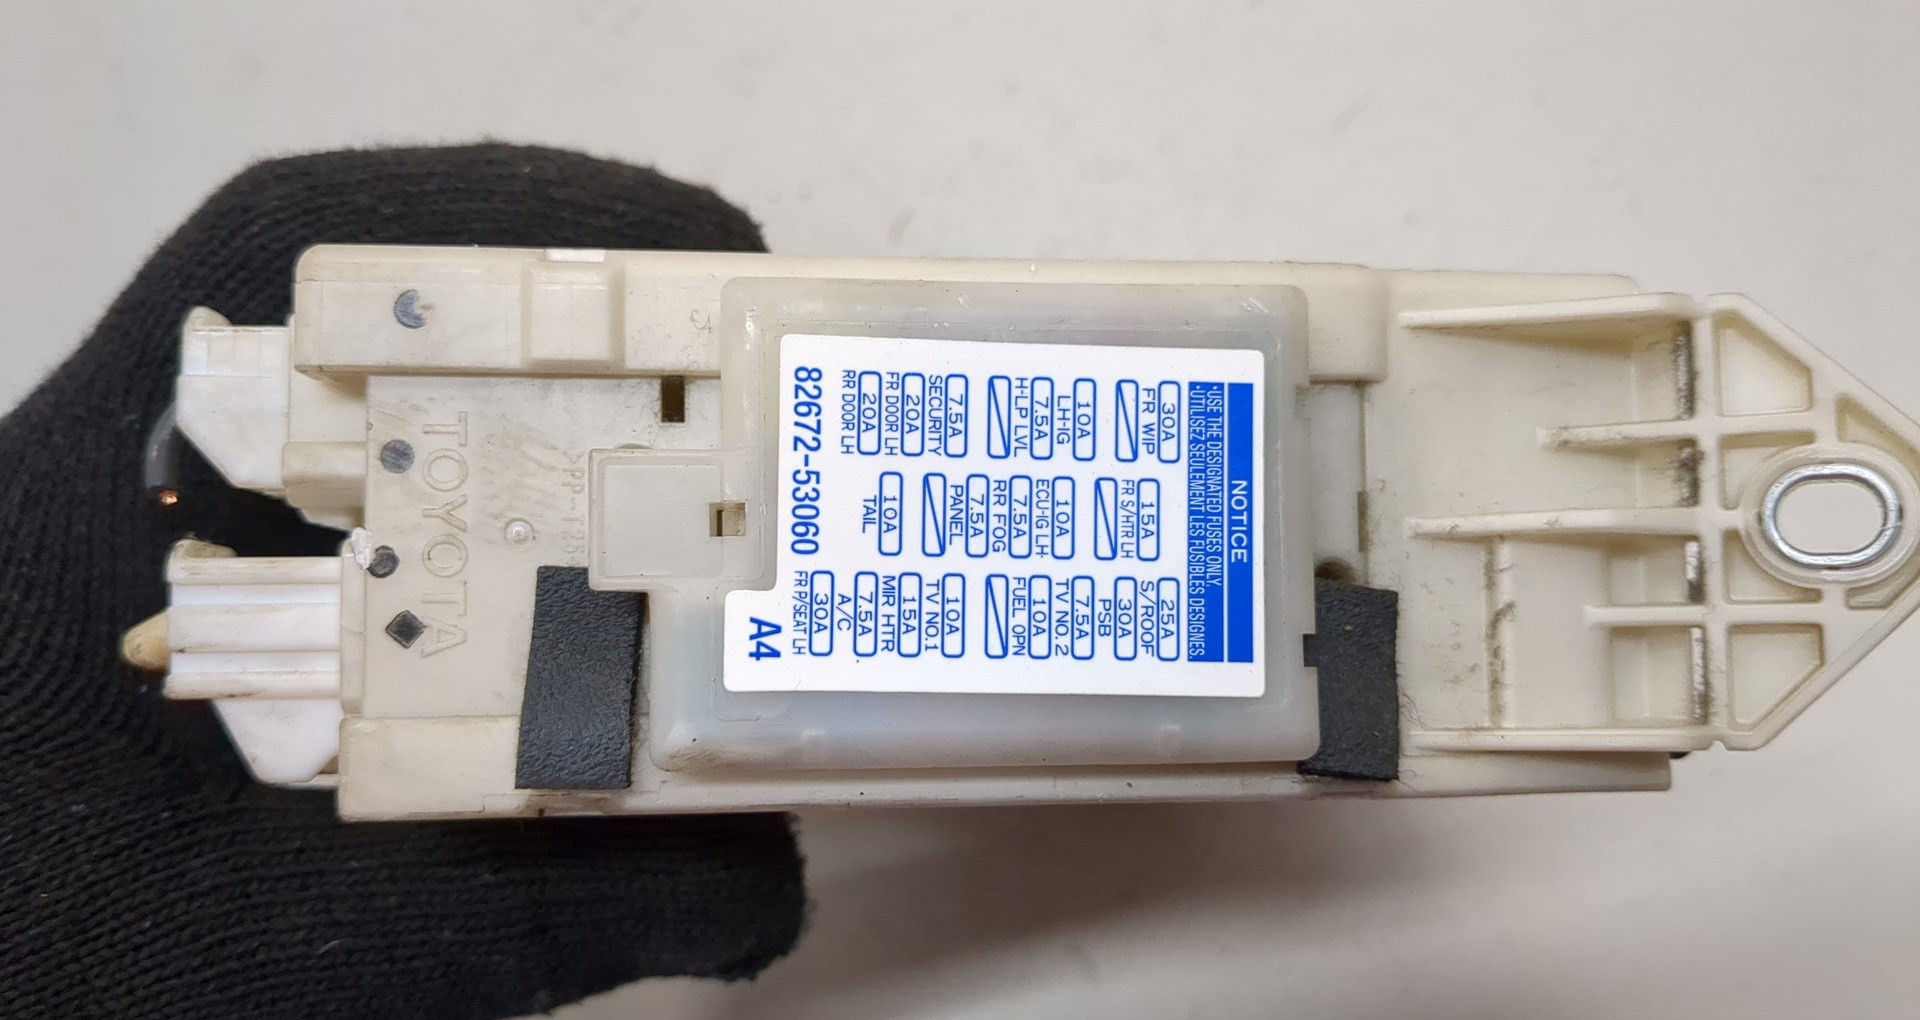 NOTICE
·USE THE DESIGNATED FUSES ONLY.
·UTILISEZ SEULEMENT LES FUSIBLES DESIGNES.
30A
FR WIP
10A
LH-IG
7.5A
H-LP LVL
7.5A
SECURITY
20A
FR DOOR LH
20A
RR DOOR LH
15A
FR S/HTR LH
10A
ECU-IG LH
7.5A
RR FOG
7.5A
PANEL
10A
TAIL
25A
S/ROOF
30A
PSB
7.5A
TV NO.2
10A
FUEL OPN
10A
TV NO.1
15A
MIR HTR
7.5A
A/C
30A
FR P/SEAT LH
82672-53060
A4
TOYOTA